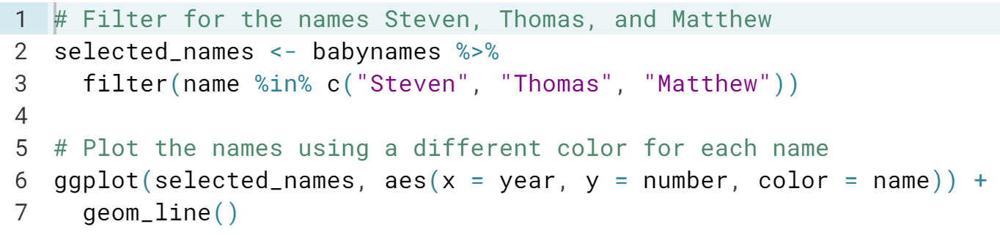 1 # Filter for the names Steven, Thomas, and Matthew
2 selected_names <- babynames %>%
3   filter(name %in% c("Steven", "Thomas", "Matthew"))
4
5 # Plot the names using a different color for each name
6 ggplot(selected_names, aes(x = year, y = number, color = name)) +
7   geom_line()